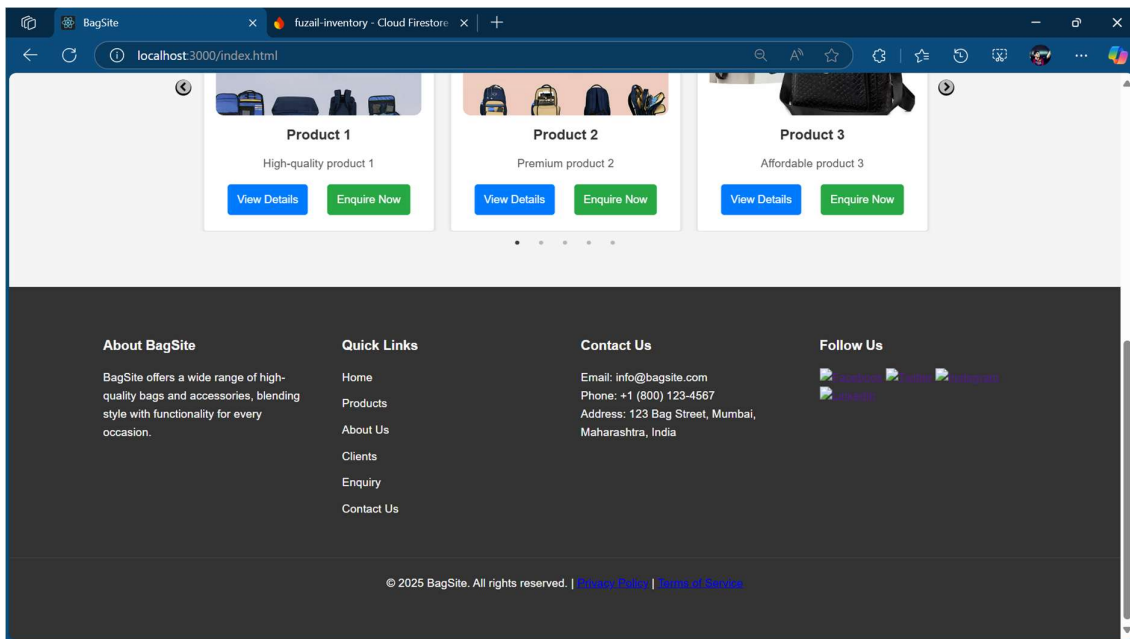 BagSite
fuzail-inventory - Cloud Firestore
localhost:3000/index.html
Product 1
High-quality product 1
View Details
Enquire Now
Product 2
Premium product 2
View Details
Enquire Now
Product 3
Affordable product 3
View Details
Enquire Now
About BagSite
BagSite offers a wide range of high-
quality bags and accessories, blending
style with functionality for every
occasion.
Quick Links
Home
Products
About Us
Clients
Enquiry
Contact Us
Contact Us
Email: info@bagsite.com
Phone: +1 (800) 123-4567
Address: 123 Bag Street, Mumbai,
Maharashtra, India
Follow Us
© 2025 BagSite. All rights reserved. | Privacy Policy | Terms of Service